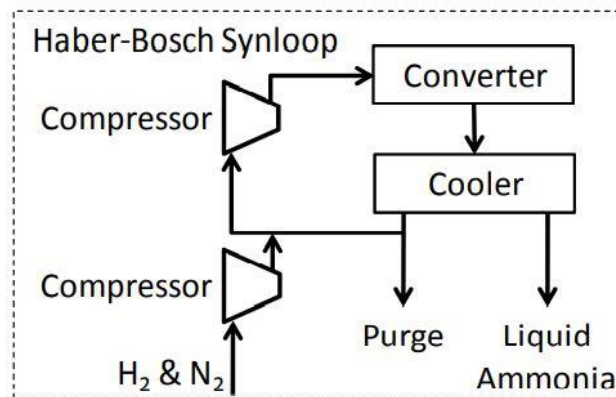 Haber-Bosch Synloop
Converter
Compressor
Cooler
Compressor
Purge
Liquid
Ammonia
H₂ & N₂